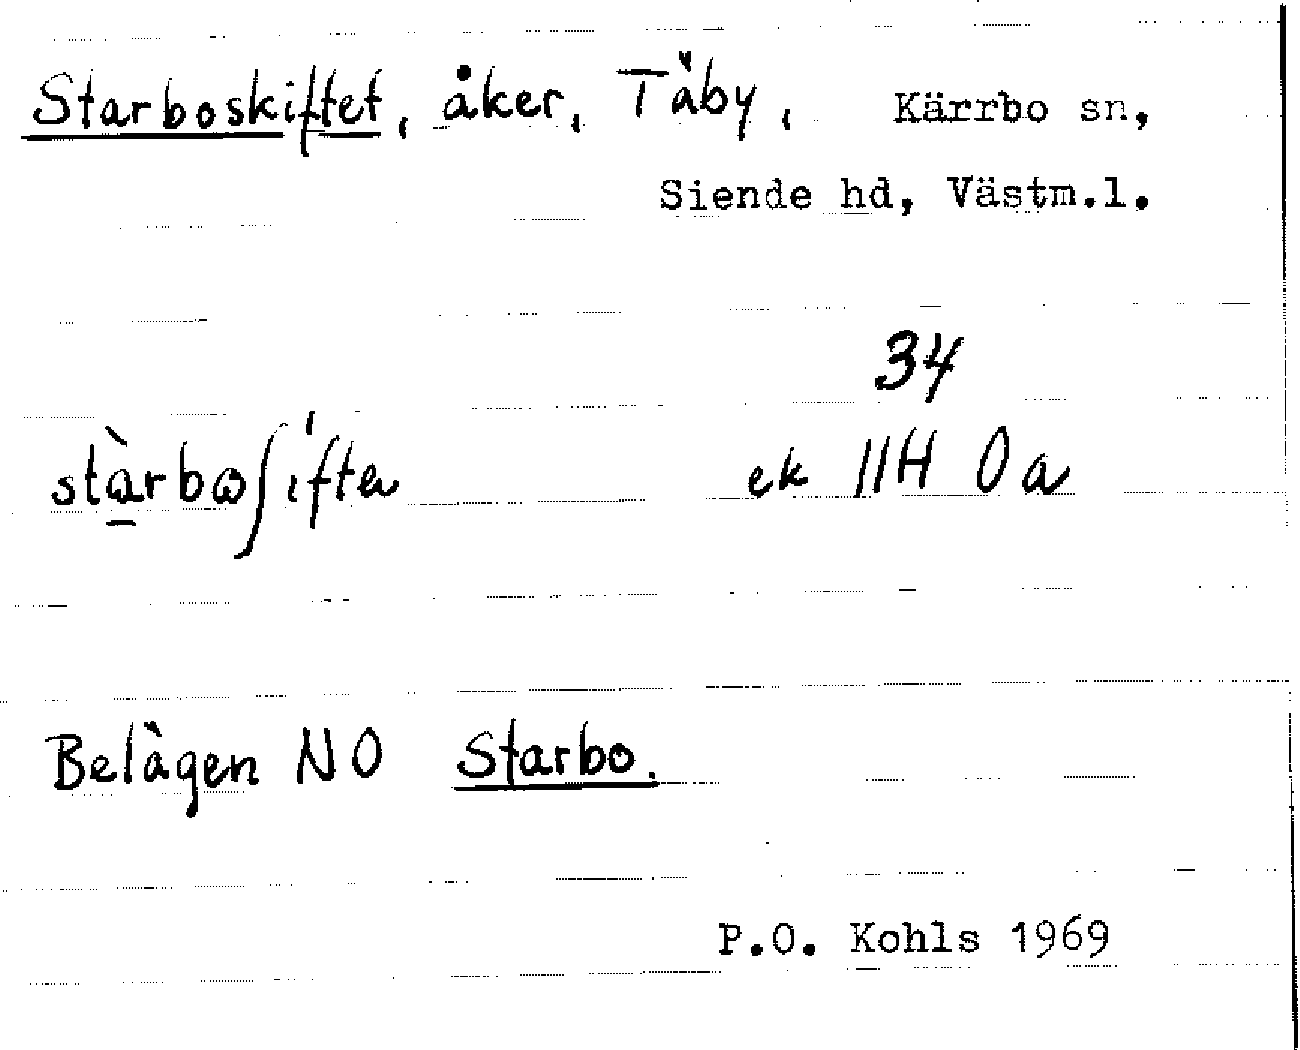 Starboskiftet, åker, Täby, Kärrbo sn,
Siende hd, Västm.l.
34
stàrboʃifta ek 11H 0a
Belägen NO Starbo.
P.O. Kohls 1969